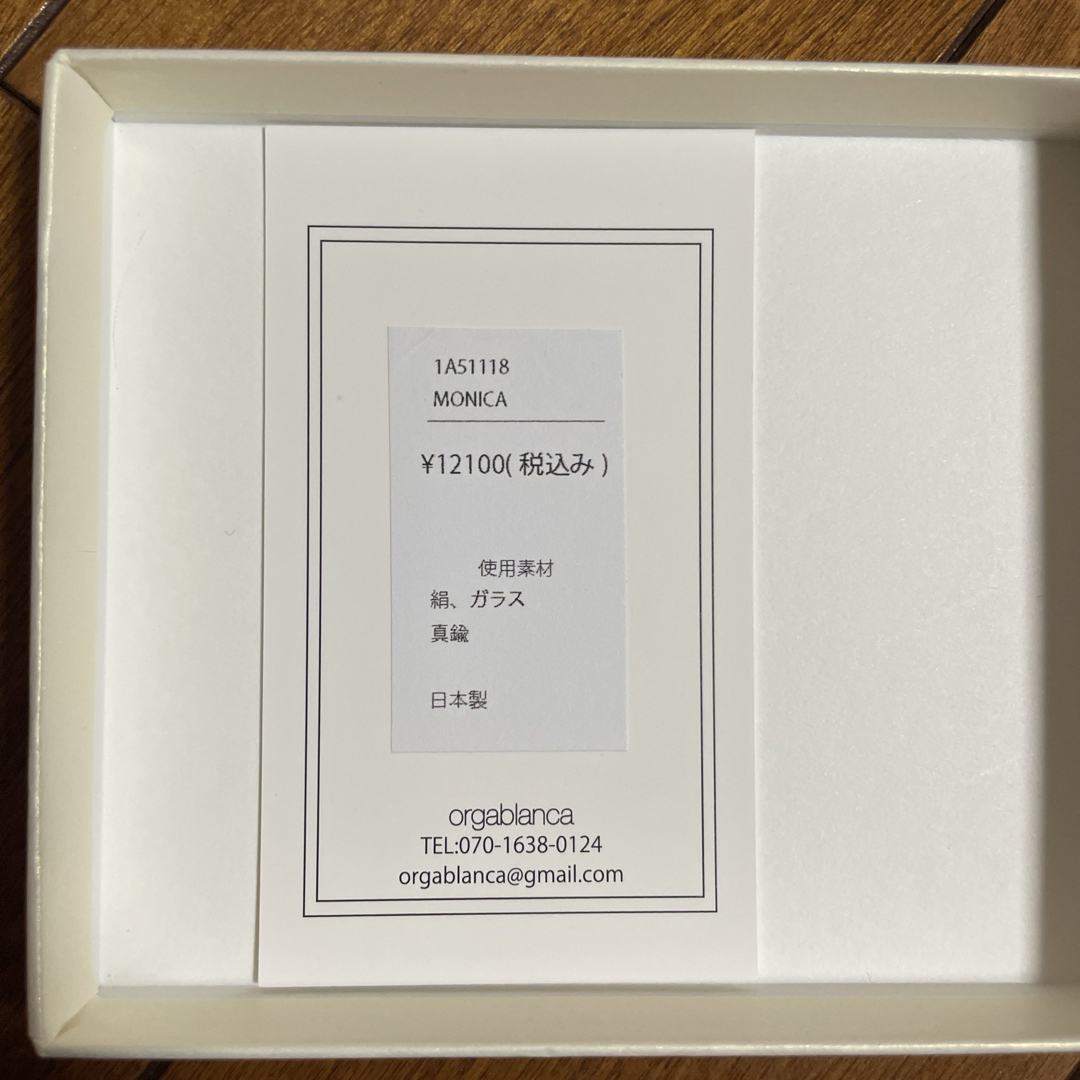 1A51118
MONICA
¥12100( 税込み )
使用素材
絹、ガラス
真鍮
日本製
orgablanca
TEL:070-1638-0124
orgablanca@gmail.com